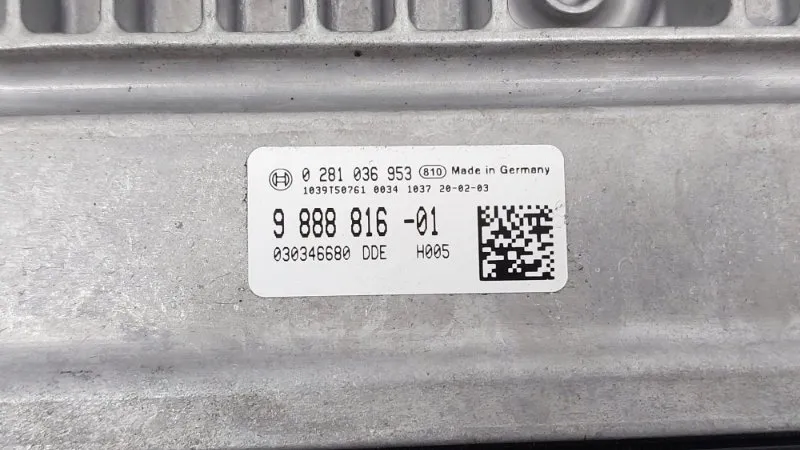 0 281 036 953 810 Made in Germany
1039T50761 0034 1037 20-02-03
9 888 816 -01
030346680 DDE H005